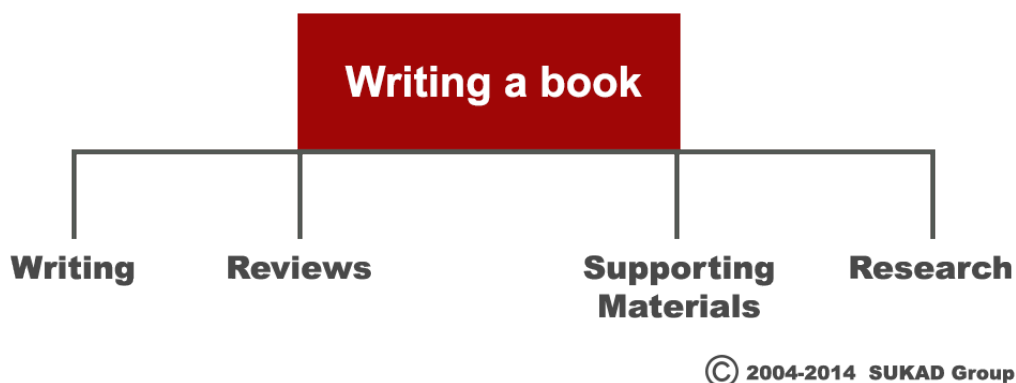 Writing a book
Writing
Reviews
Supporting
Materials
Research
© 2004-2014 SUKAD Group